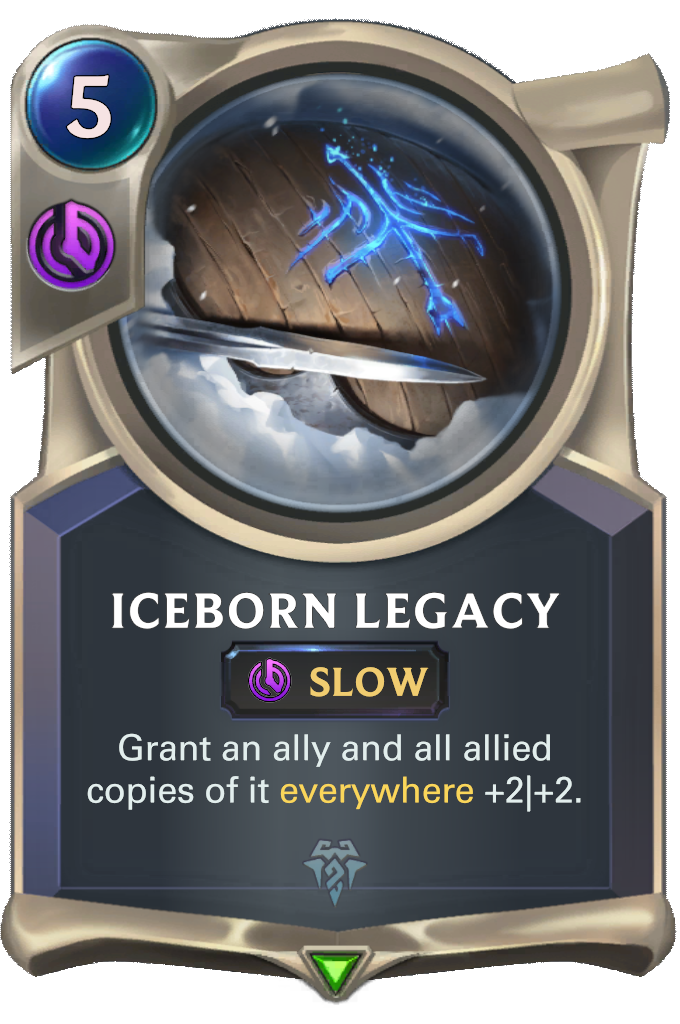 5
ICEBORN LEGACY
SLOW
Grant an ally and all allied
copies of it everywhere +2|+2.